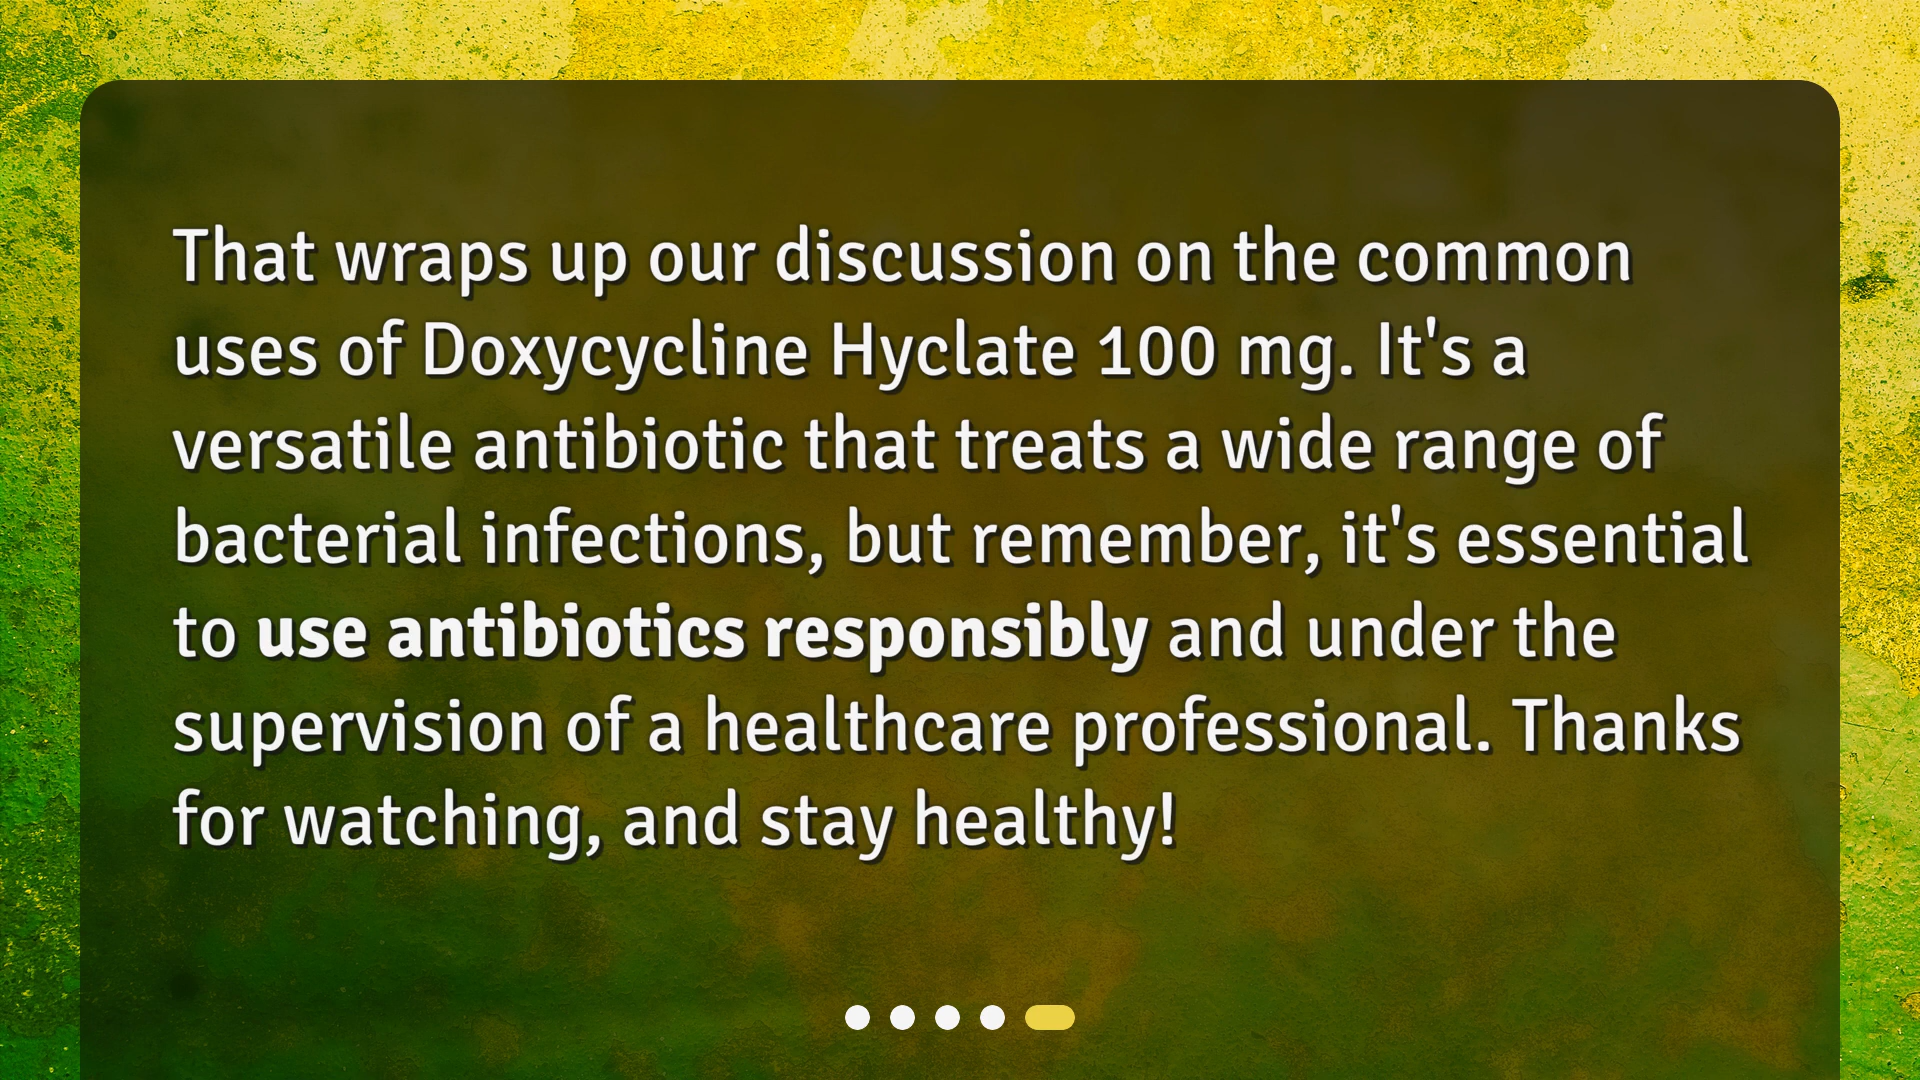 That wraps up our discussion on the common
uses of Doxycycline Hyclate 100 mg. It's a
versatile antibiotic that treats a wide range of
bacterial infections, but remember, it's essential
to use antibiotics responsibly and under the
supervision of a healthcare professional. Thanks
for watching, and stay healthy!